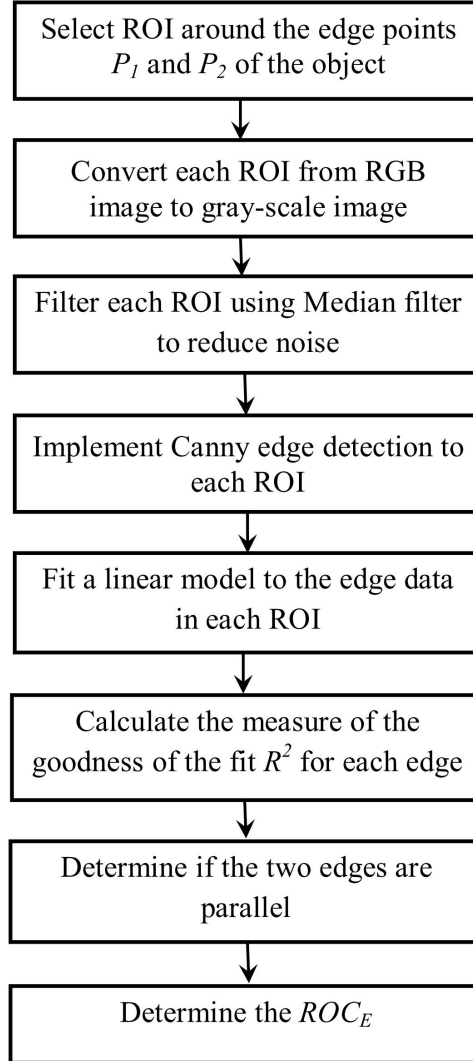 Select ROI around the edge points
P₁ and P₂ of the object
Convert each ROI from RGB
image to gray-scale image
Filter each ROI using Median filter
to reduce noise
Implement Canny edge detection to
each ROI
Fit a linear model to the edge data
in each ROI
Calculate the measure of the
goodness of the fit R² for each edge
Determine if the two edges are
parallel
Determine the ROC_E